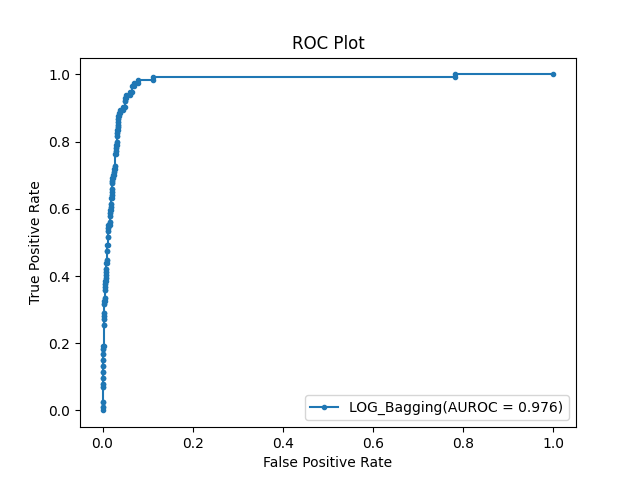 ROC Plot
1.0
0.8
0.6
0.4
0.2
0.0
True Positive Rate
LOG_Bagging(AUROC = 0.976)
0.0 0.2 0.4 0.6 0.8 1.0
False Positive Rate